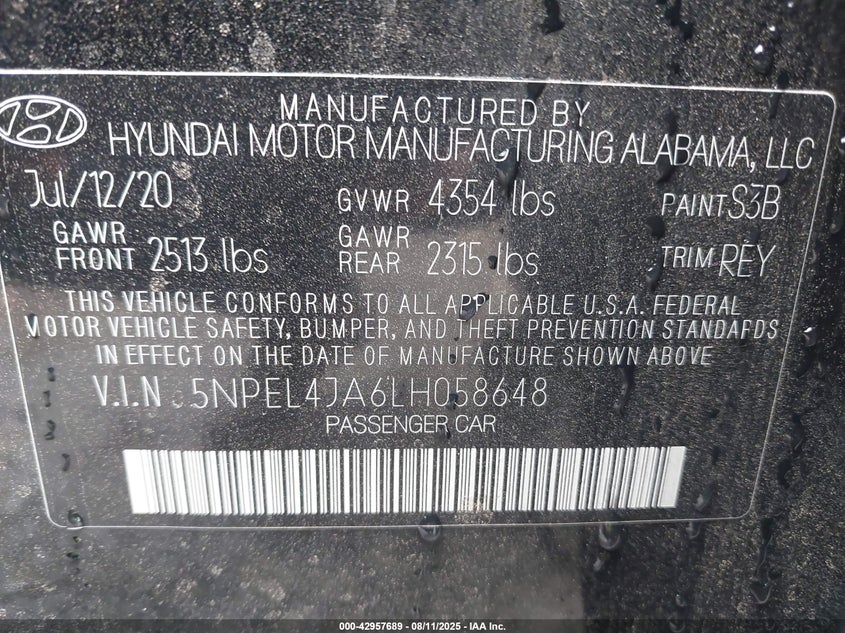 MANUFACTURED BY
HYUNDAI MOTOR MANUFACTURING ALABAMA, LLC
Jul/12/20 GVWR 4354 lbs PAINT S3B
GAWR FRONT 2513 lbs GAWR REAR 2315 lbs TRIM REY
THIS VEHICLE CONFORMS TO ALL APPLICABLE U.S.A. FEDERAL
MOTOR VEHICLE SAFETY, BUMPER, AND THEFT PREVENTION STANDARDS
IN EFFECT ON THE DATE OF MANUFACTURE SHOWN ABOVE.
V.I.N : 5NPEL4JA6LH058648
PASSENGER CAR
000-42957689 - 08/11/2025 - IAA Inc.